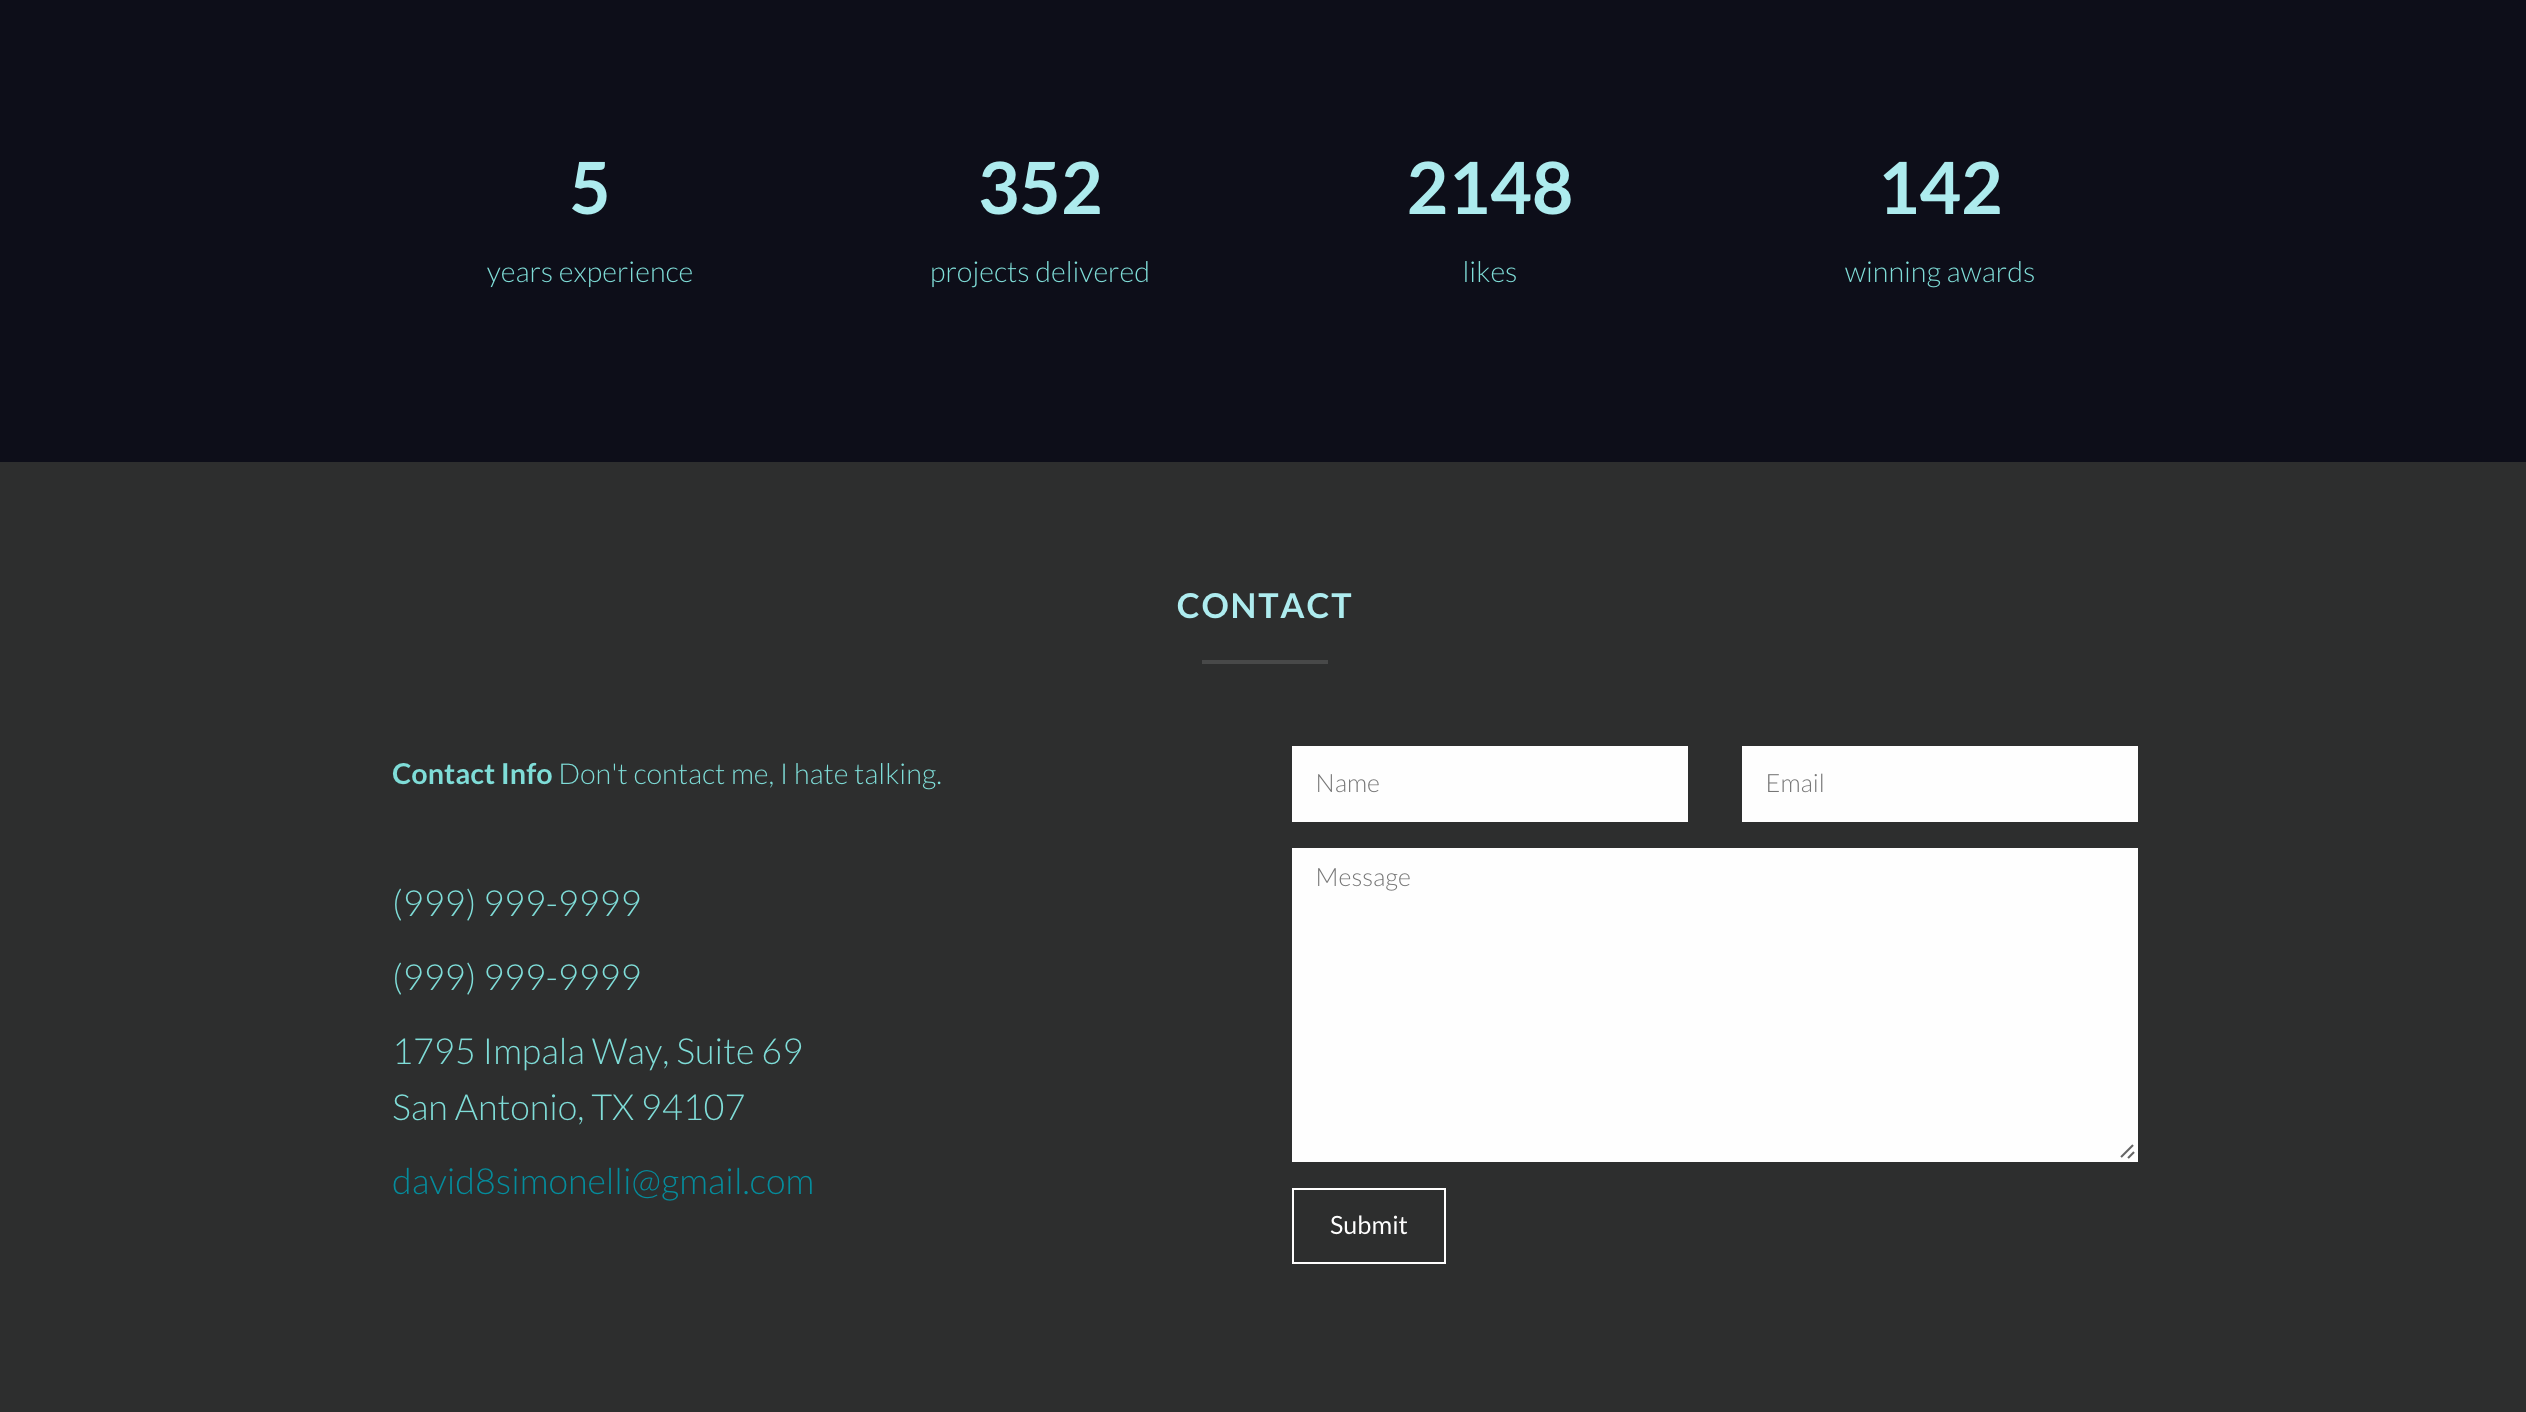 5
years experience
352
projects delivered
2148
likes
142
winning awards
CONTACT
Contact Info Don't contact me, I hate talking.
(999) 999-9999
(999) 999-9999
1795 Impala Way, Suite 69
San Antonio, TX 94107
david8simonelli@gmail.com
Name
Email
Message
Submit